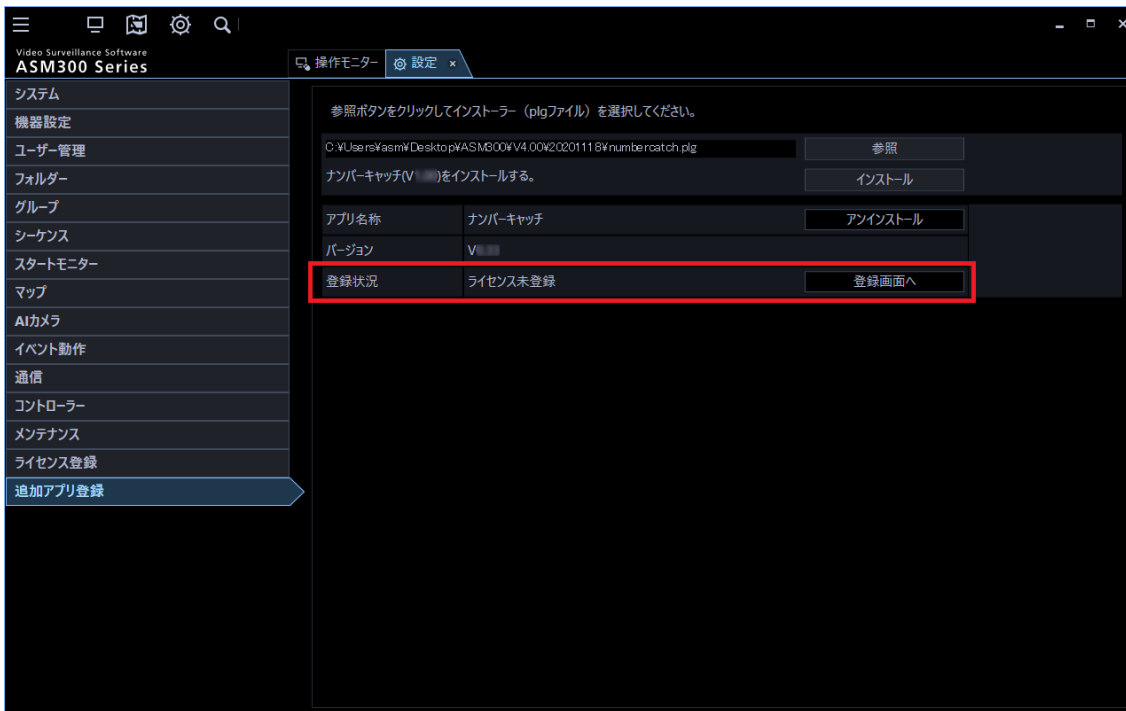 Video Surveillance Software
ASM300 Series
操作モニター
設定 ×
システム
機器設定
ユーザー管理
フォルダー
グループ
シーケンス
スタートモニター
マップ
AIカメラ
イベント動作
通信
コントローラー
メンテナンス
ライセンス登録
追加アプリ登録
参照ボタンをクリックしてインストーラー（plgファイル）を選択してください。
C:¥Users¥asm¥Desktop¥ASM300¥V4.00¥20201118¥numbercatch.plg 参照
ナンバーキャッチ(V )をインストールする。 インストール
アプリ名称 ナンバーキャッチ アンインストール
バージョン V
登録状況 ライセンス未登録 登録画面へ